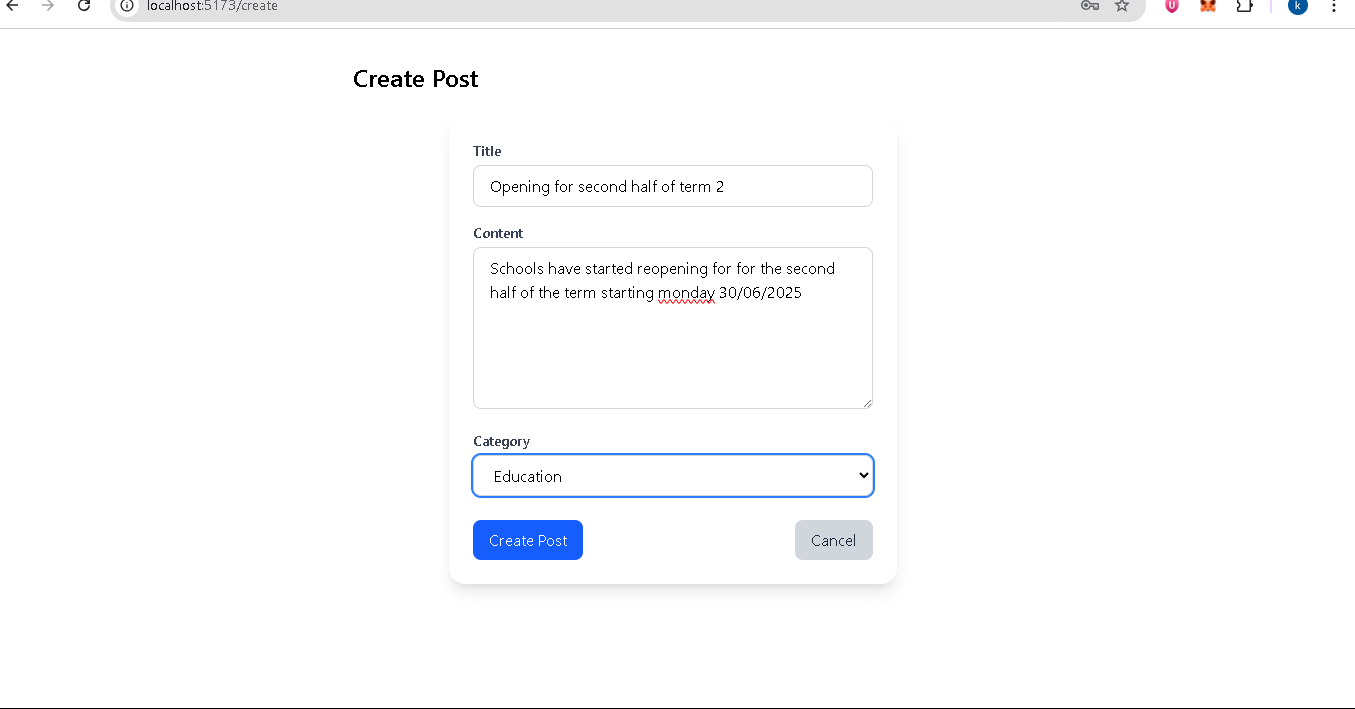 localhost:5173/create
U
k
Create Post
Title
Opening for second half of term 2
Content
Schools have started reopening for for the second
half of the term starting monday 30/06/2025
Category
Education
Create Post
Cancel